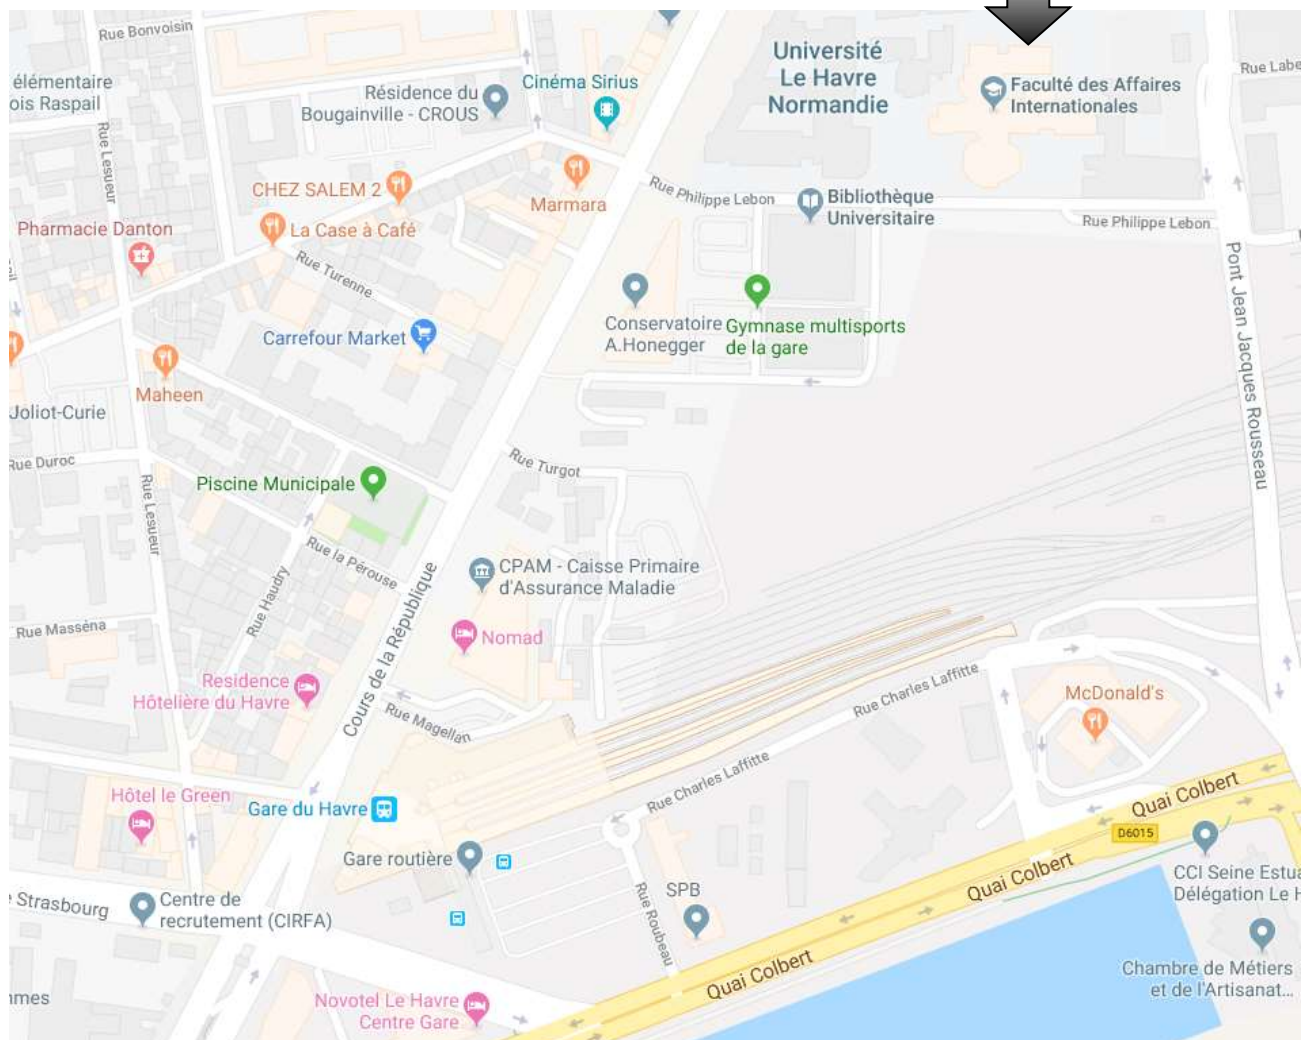 Rue Bonvoisin
Université
Le Havre
Normandie
Faculté des Affaires
Internationales
Rue Labe
élémentaire
ois Raspail
Résidence du
Bougainville - CROUS
Cinéma Sirius
Rue Lesueur
CHEZ SALEM 2
Marmara
Rue Philippe Lebon
Bibliothèque
Universitaire
Rue Philippe Lebon
Pharmacie Danton
La Case à Café
Rue Turenne
Pont Jean Jacques Rousseau
Carrefour Market
Conservatoire
A.Honegger
Gymnase multisports
de la gare
Maheen
Joliot-Curie
Rue Duroc
Rue Turgot
Piscine Municipale
Rue Lesueur
Rue la Pérouse
CPAM - Caisse Primaire
d'Assurance Maladie
Rue Haudry
Cours de la République
Rue Masséna
Nomad
Residence
Hôtelière du Havre
Rue Magellan
Rue Charles Laffitte
McDonald's
Rue Charles Laffitte
Quai Colbert
Hôtel le Green
Gare du Havre
D6015
Gare routière
Quai Colbert
CCI Seine Estua
Délégation Le H
SPB
Rue Roubeau
Strasbourg
Centre de
recrutement (CIRFA)
Quai Colbert
Chambre de Métiers
et de l'Artisanat...
mmes
Novotel Le Havre
Centre Gare